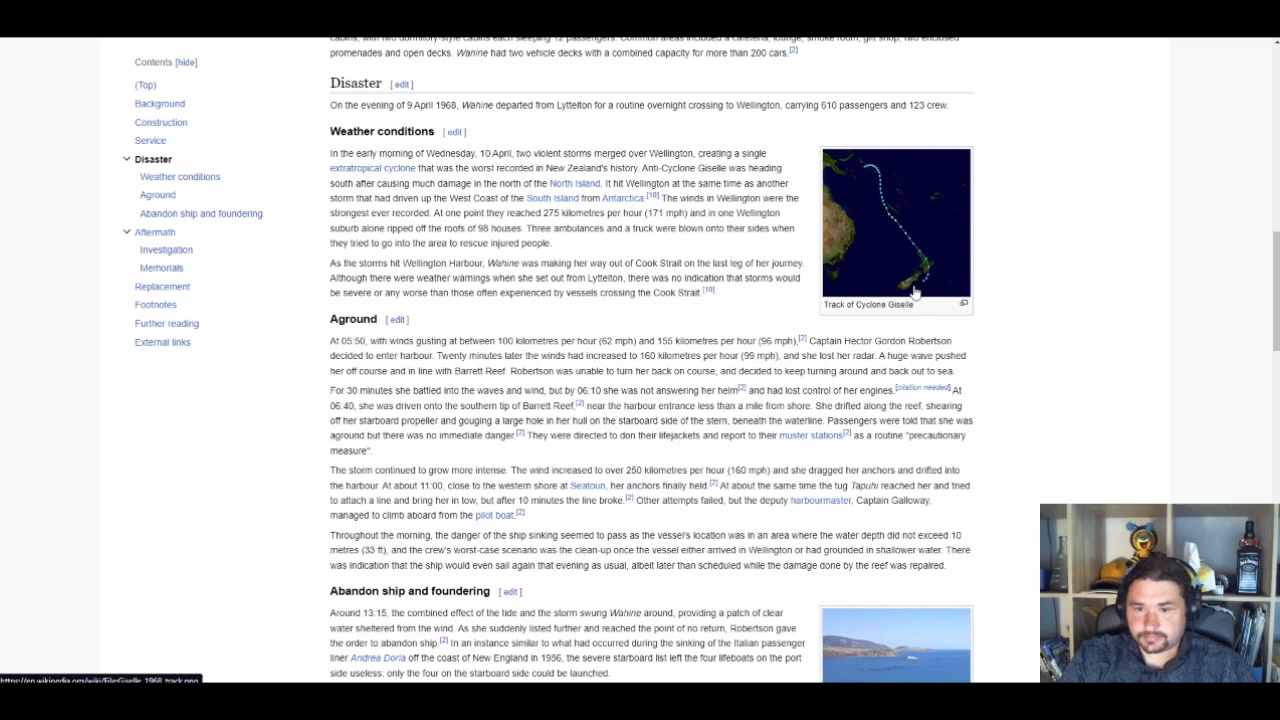 cabins, with two dormitory-style cabins each sleeping 12 passengers. Common areas included a cafeteria, lounge, smoke room, gift shop, two enclosed
promenades and open decks. Wahine had two vehicle decks with a combined capacity for more than 200 cars.[2]
Contents [hide]
(Top)
Background
Construction
Service
Disaster
Weather conditions
Aground
Abandon ship and foundering
Aftermath
Investigation
Memorials
Replacement
Footnotes
Further reading
External links
Disaster [ edit ]
On the evening of 9 April 1968, Wahine departed from Lyttelton for a routine overnight crossing to Wellington, carrying 610 passengers and 123 crew.
Weather conditions [ edit ]
In the early morning of Wednesday, 10 April, two violent storms merged over Wellington, creating a single
extratropical cyclone that was the worst recorded in New Zealand's history. Anti-Cyclone Giselle was heading
south after causing much damage in the north of the North Island. It hit Wellington at the same time as another
storm that had driven up the West Coast of the South Island from Antarctica.[10] The winds in Wellington were the
strongest ever recorded. At one point they reached 275 kilometres per hour (171 mph) and in one Wellington
suburb alone ripped off the roofs of 98 houses. Three ambulances and a truck were blown onto their sides when
they tried to go into the area to rescue injured people.
As the storms hit Wellington Harbour, Wahine was making her way out of Cook Strait on the last leg of her journey.
Although there were weather warnings when she set out from Lyttelton, there was no indication that storms would
be severe or any worse than those often experienced by vessels crossing the Cook Strait.[10]
Track of Cyclone Giselle
Aground [ edit ]
At 05:50, with winds gusting at between 100 kilometres per hour (62 mph) and 155 kilometres per hour (96 mph),[2] Captain Hector Gordon Robertson
decided to enter harbour. Twenty minutes later the winds had increased to 160 kilometres per hour (99 mph), and she lost her radar. A huge wave pushed
her off course and in line with Barrett Reef. Robertson was unable to turn her back on course, and decided to keep turning around and back out to sea.
For 30 minutes she battled into the waves and wind, but by 06:10 she was not answering her helm[2] and had lost control of her engines.[citation needed] At
06:40, she was driven onto the southern tip of Barrett Reef,[2] near the harbour entrance less than a mile from shore. She drifted along the reef, shearing
off her starboard propeller and gouging a large hole in her hull on the starboard side of the stern, beneath the waterline. Passengers were told that she was
aground but there was no immediate danger.[2] They were directed to don their lifejackets and report to their muster stations[2] as a routine "precautionary
measure".
The storm continued to grow more intense. The wind increased to over 250 kilometres per hour (160 mph) and she dragged her anchors and drifted into
the harbour. At about 11:00, close to the western shore at Seatoun, her anchors finally held.[7] At about the same time the tug Tapuhi reached her and tried
to attach a line and bring her in tow, but after 10 minutes the line broke.[2] Other attempts failed, but the deputy harbourmaster, Captain Galloway,
managed to climb aboard from the pilot boat.[2]
Throughout the morning, the danger of the ship sinking seemed to pass as the vessel's location was in an area where the water depth did not exceed 10
metres (33 ft), and the crew's worst-case scenario was the clean-up once the vessel either arrived in Wellington or had grounded in shallower water. There
was indication that the ship would even sail again that evening as usual, albeit later than scheduled while the damage done by the reef was repaired.
Abandon ship and foundering [ edit ]
Around 13:15, the combined effect of the tide and the storm swung Wahine around, providing a patch of clear
water sheltered from the wind. As she suddenly listed further and reached the point of no return, Robertson gave
the order to abandon ship.[2] In an instance similar to what had occurred during the sinking of the Italian passenger
liner Andrea Doria off the coast of New England in 1956, the severe starboard list left the four lifeboats on the port
side useless: only the four on the starboard side could be launched.
https://en.wikipedia.org/wiki/File:Giselle_1968_track.png